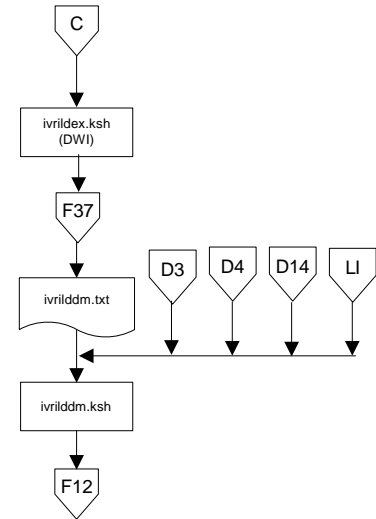 C
ivrildex.ksh
(DWI)
F37
D3 D4 D14 LI
ivrilddm.txt
ivrilddm.ksh
F12